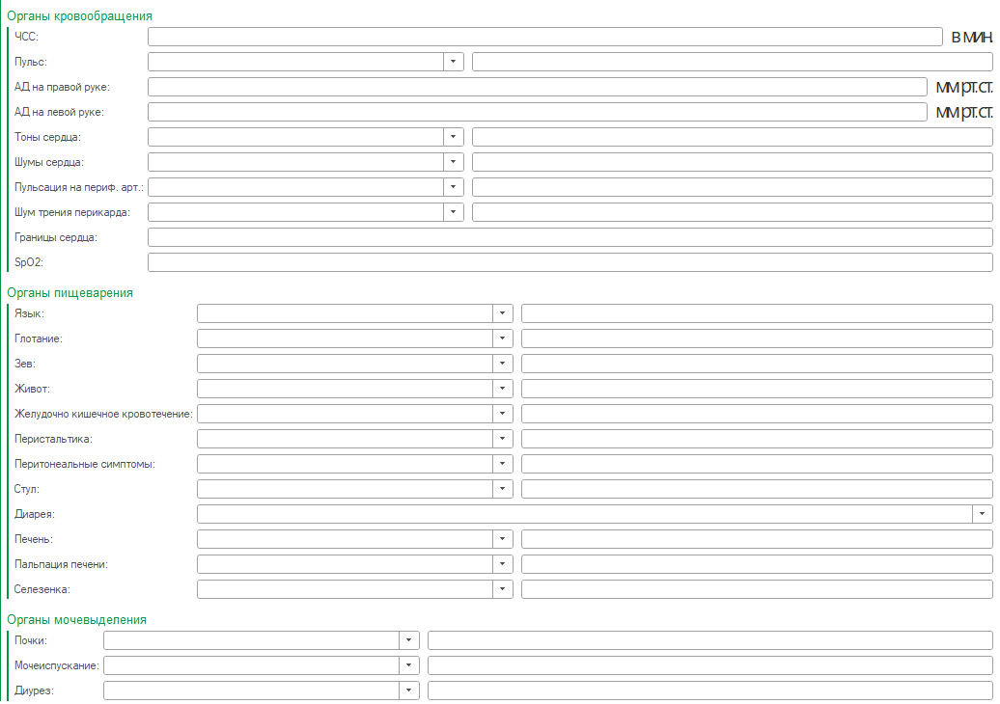 Органы кровообращения
ЧСС: в мин.
Пульс:
АД на правой руке: мм рт.ст.
АД на левой руке: мм рт.ст.
Тоны сердца:
Шумы сердца:
Пульсация на периф. арт.:
Шум трения перикарда:
Границы сердца:
SpO2:
Органы пищеварения
Язык:
Глотание:
Зев:
Живот:
Желудочно кишечное кровотечение:
Перистальтика:
Перитонеальные симптомы:
Стул:
Диарея:
Печень:
Пальпация печени:
Селезенка:
Органы мочевыделения
Почки:
Мочеиспускание:
Диурез: